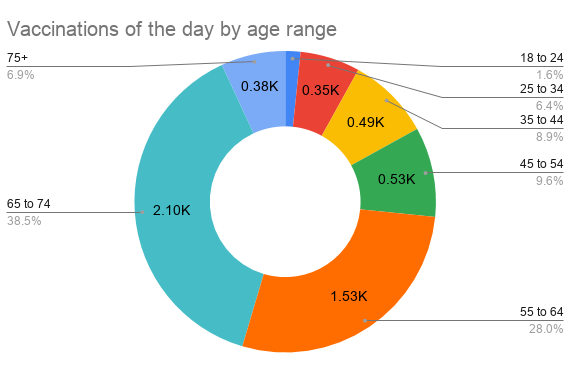 Vaccinations of the day by age range
75+
6.9%
18 to 24
1.6%
25 to 34
6.4%
35 to 44
8.9%
45 to 54
9.6%
65 to 74
38.5%
55 to 64
28.0%
0.38K
0.35K
0.49K
0.53K
2.10K
1.53K